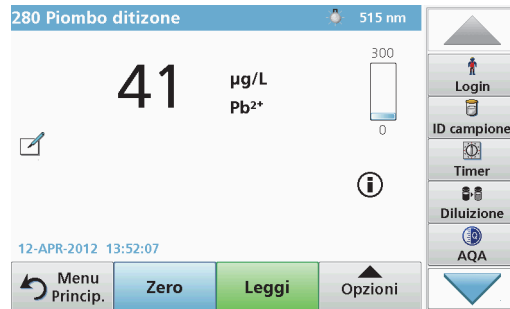 280 Piombo ditizone 515 nm
300
41 µg/L
Pb²⁺
0
12-APR-2012 13:52:07
Menu
Princip.
Zero
Leggi
Opzioni
Login
ID campione
Timer
Diluizione
AQA